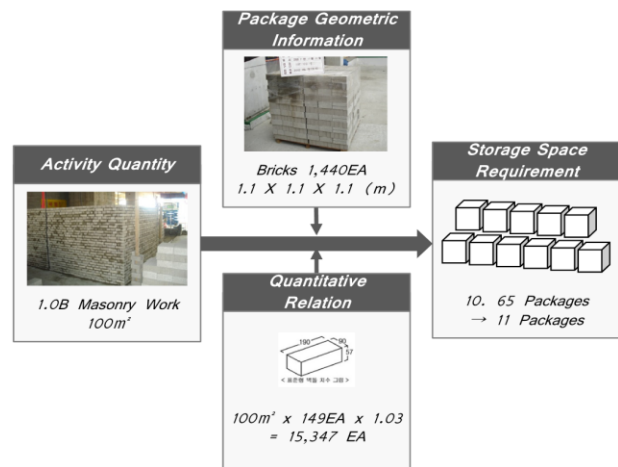 Package Geometric
Information
Bricks 1,440EA
1.1 X 1.1 X 1.1 (m)
Activity Quantity
1.0B Masonry Work
100m²
Storage Space
Requirement
10. 65 Packages
→ 11 Packages
Quantitative
Relation
190
90
57
100m² x 149EA x 1.03
= 15,347 EA